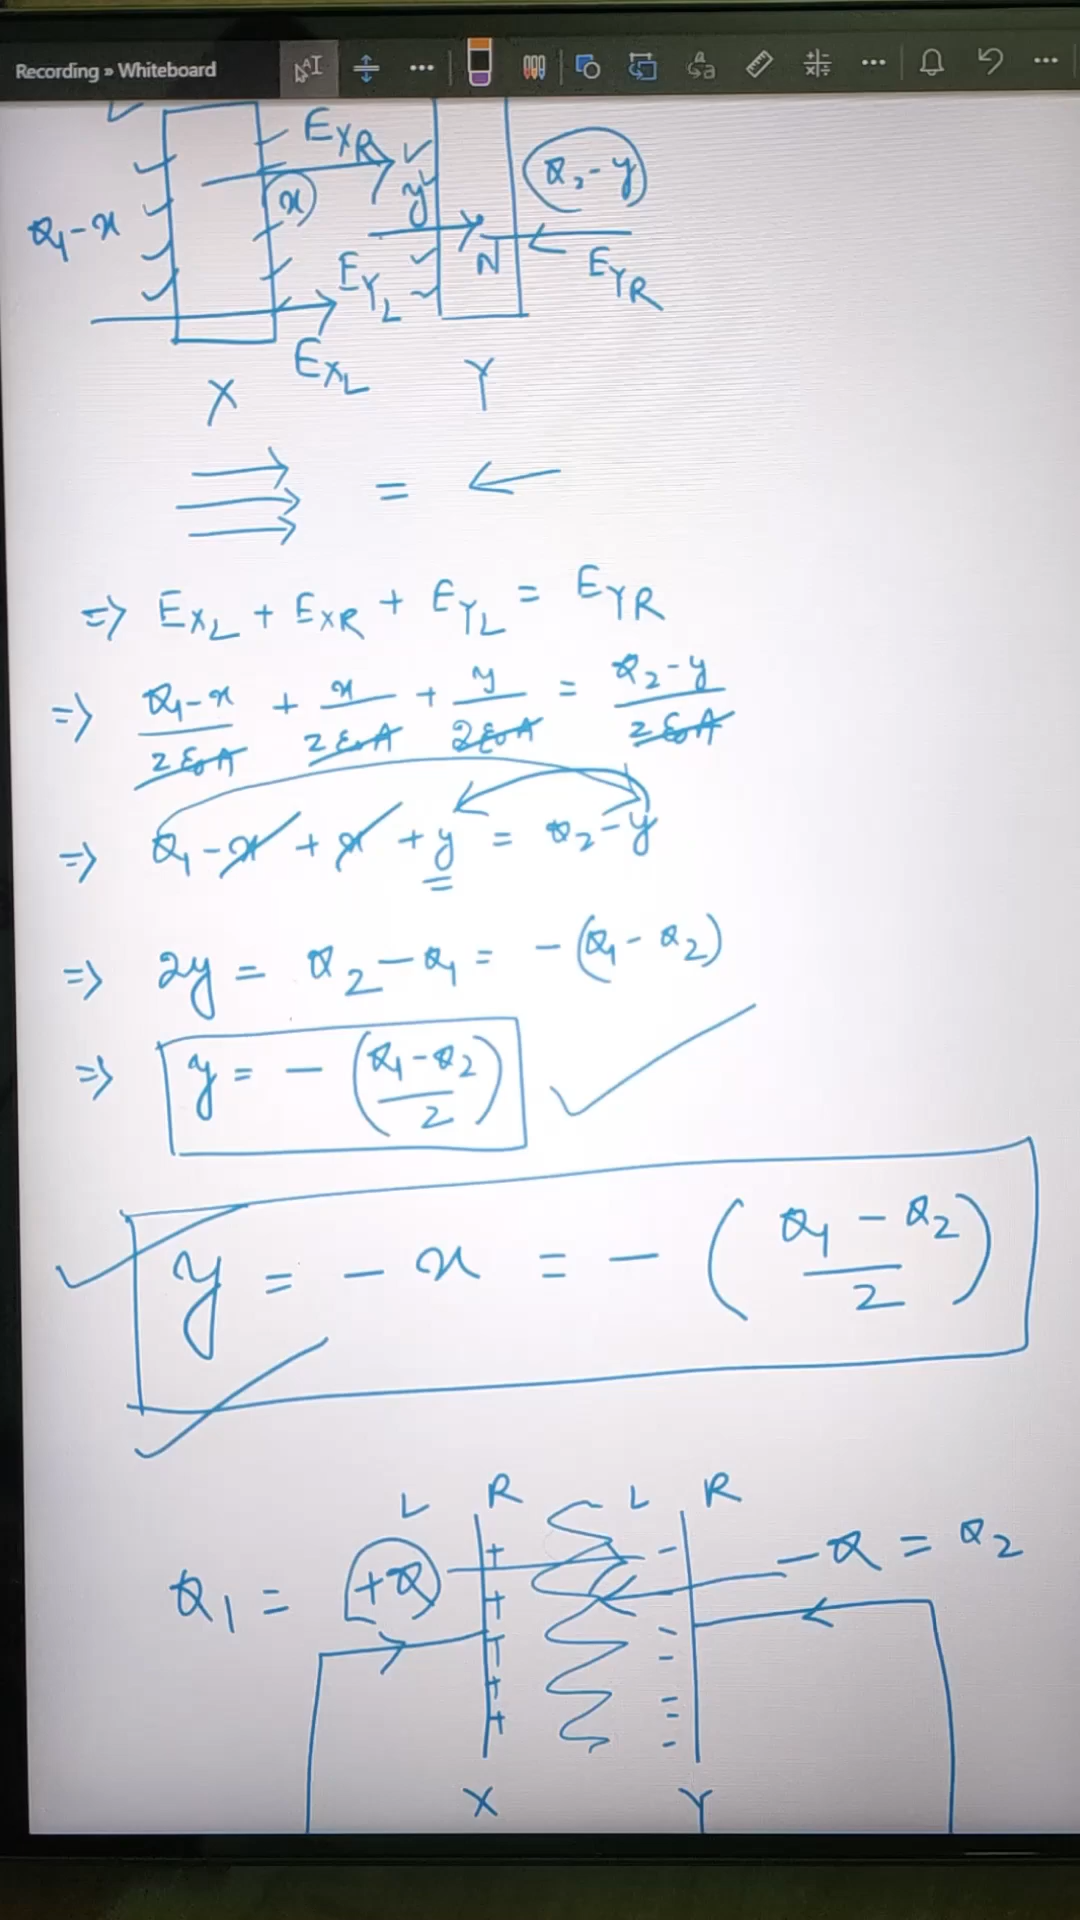 Recording » Whiteboard
E_XR
Q₁-x
x
y
Q₂-y
E_YL
N
E_YR
E_XL
X Y
=
=> E_XL + E_XR + E_YL = E_YR
=> (Q₁-x)/(2ε₀A) + x/(2ε₀A) + y/(2ε₀A) = (Q₂-y)/(2ε₀A)
=> Q₁-x + x + y = Q₂-y
=> 2y = Q₂-Q₁ = -(Q₁-Q₂)
=> y = -((Q₁-Q₂)/2)
y = -x = -((Q₁-Q₂)/2)
L R L R
Q₁ = +Q -Q = Q₂
X Y